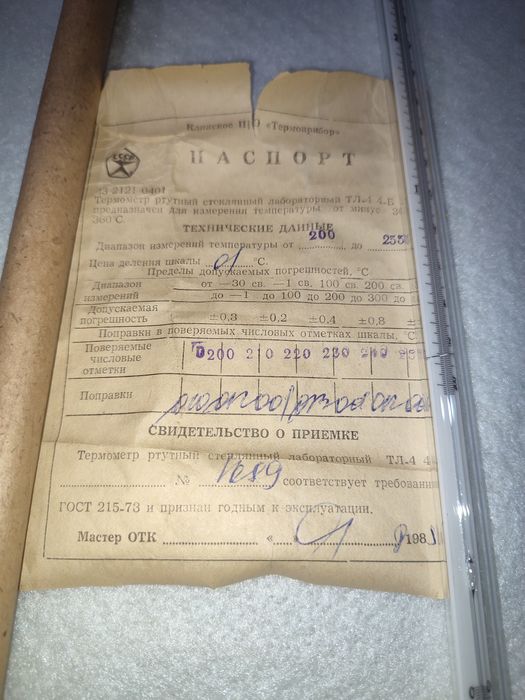 Клинское ПО «Термоприбор»
СССР
ПАСПОРТ
43 2121 0401
Термометр ртутный стеклянный лабораторный ТЛ-4 4-Б
предназначен для измерения температуры от минус 30
360°С.
ТЕХНИЧЕСКИЕ ДАННЫЕ
Диапазон измерений температуры от 200 до 255
Цена деления шкалы 01 °С.
Пределы допускаемых погрешностей, °С
Диапазон от —30 св. —1 св. 100 св. 200 св.
измерений до —1 до 100 до 200 до 300 до
Допускаемая
погрешность ±0,3 ±0,2 ±0,4 ±0,8 ±
Поправки в поверяемых числовых отметках шкалы, °С
Поверяемые
числовые
отметки 0 200 210 220 230 240 25
Поправки
СВИДЕТЕЛЬСТВО О ПРИЕМКЕ
Термометр ртутный стеклянный лабораторный ТЛ-4 4
№ 1689 соответствует требовани
ГОСТ 215-73 и признан годным к эксплуатации.
Мастер ОТК « 198